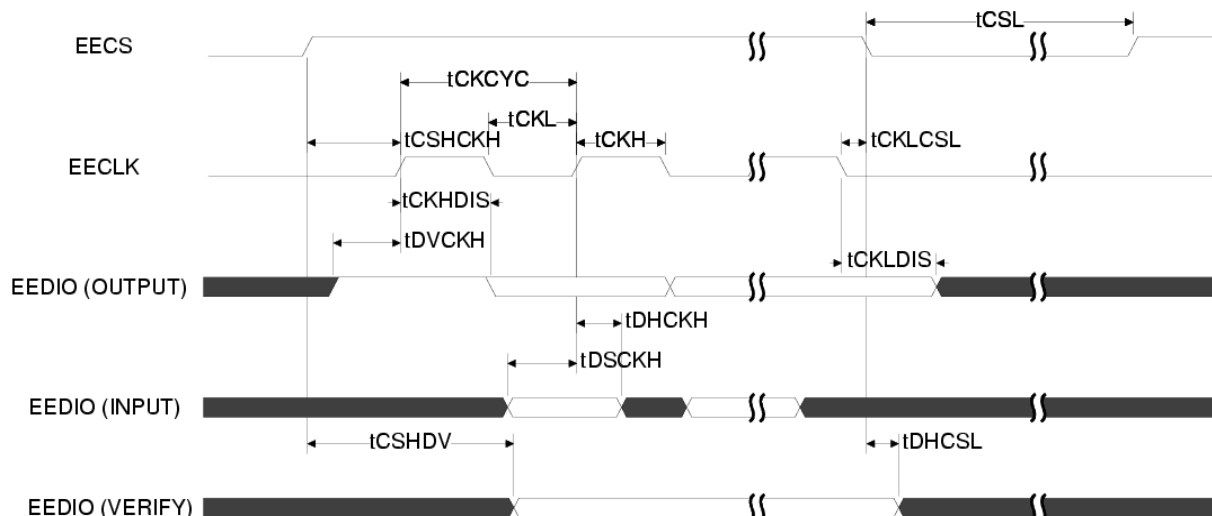 tCSL
EECS
tCKCYC
tCKL
tCSHCKH
tCKH
tCKLCSL
EECLK
tCKHDIS
tDVCKH
tCKLDIS
EEDIO (OUTPUT)
tDHCKH
tDSCKH
EEDIO (INPUT)
tCSHDV
tDHCSL
EEDIO (VERIFY)